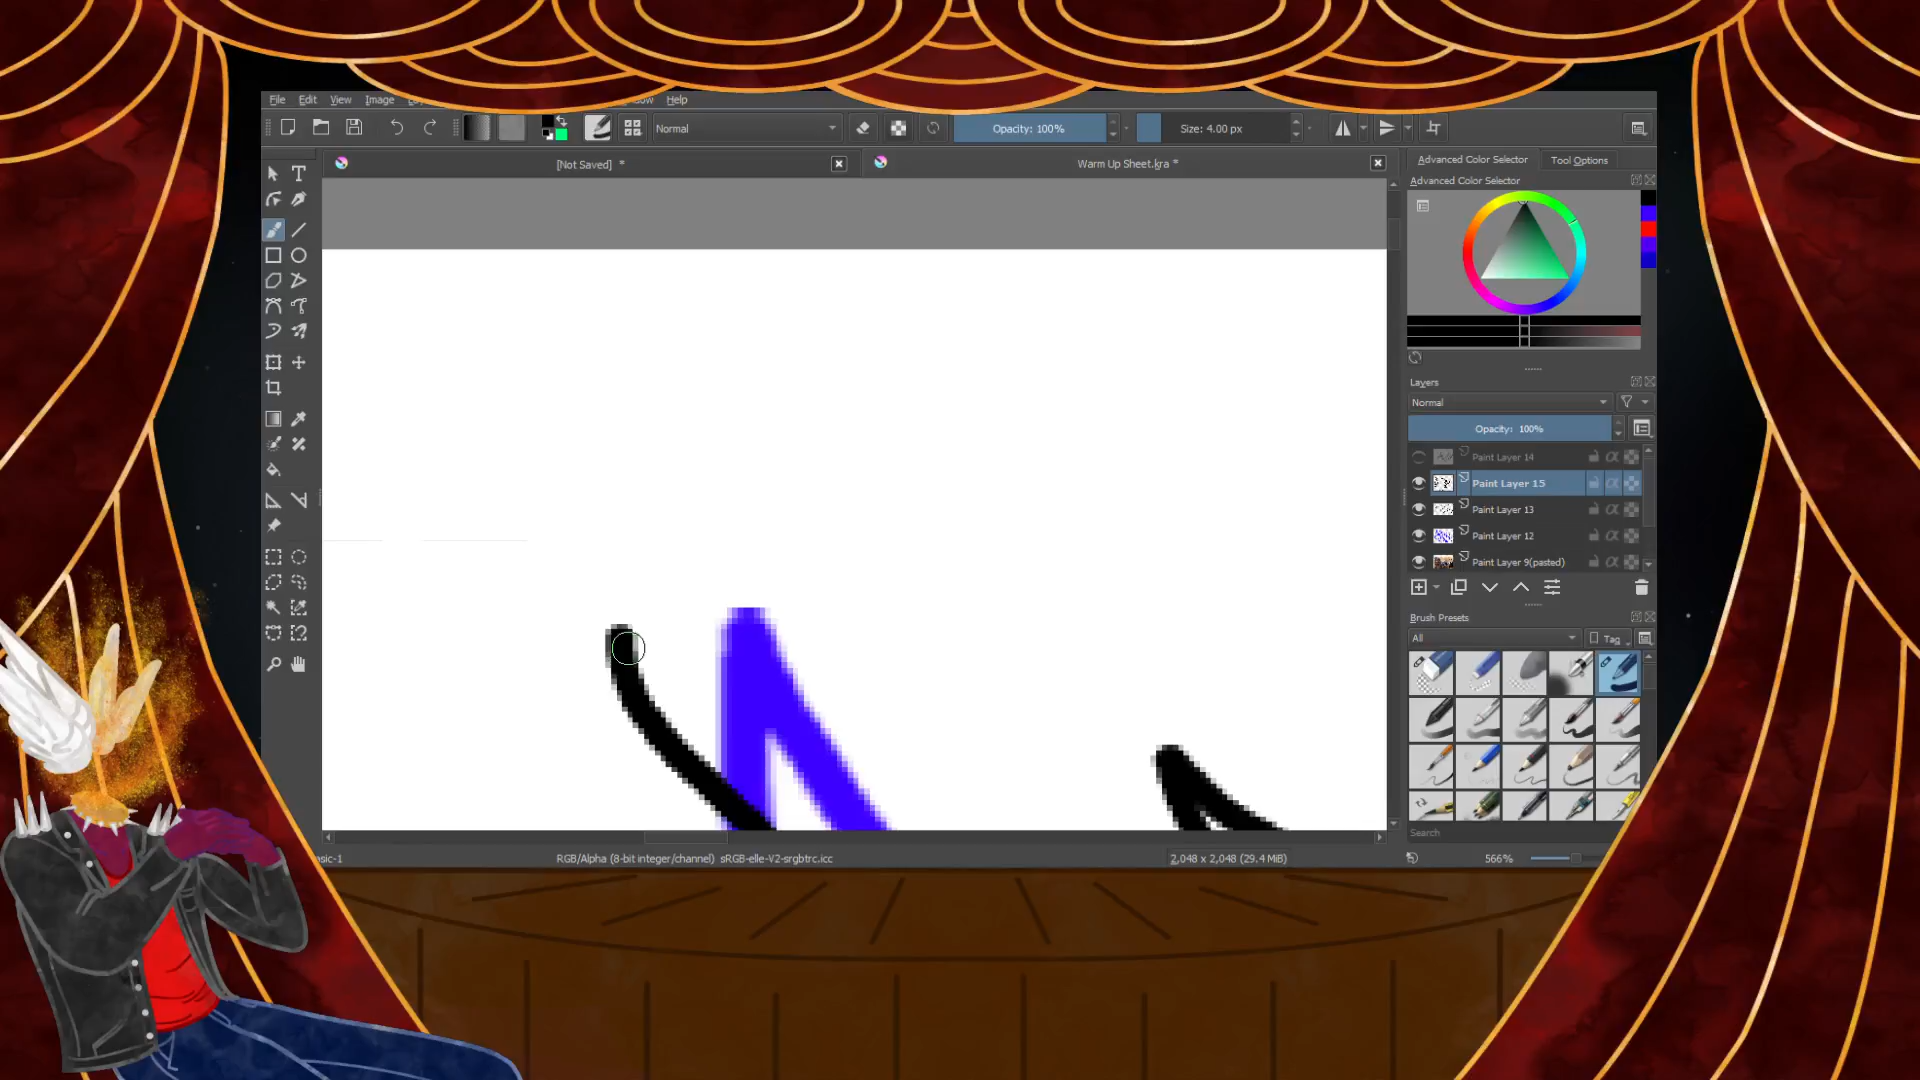 File Edit View Image Help
Normal Opacity: 100% Size: 4.00 px
[Not Saved] * Warm Up Sheet.kra *
Advanced Color Selector Tool Options
Advanced Color Selector
Layers
Normal
Opacity: 100%
Paint Layer 14
Paint Layer 15
Paint Layer 13
Paint Layer 12
Paint Layer 9(pasted)
Brush Presets
All Tag
Search
RGB/Alpha (8-bit integer/channel) sRGB-elle-V2-srgbtrc.icc 2,048 x 2,048 (29.4 MiB) 566%